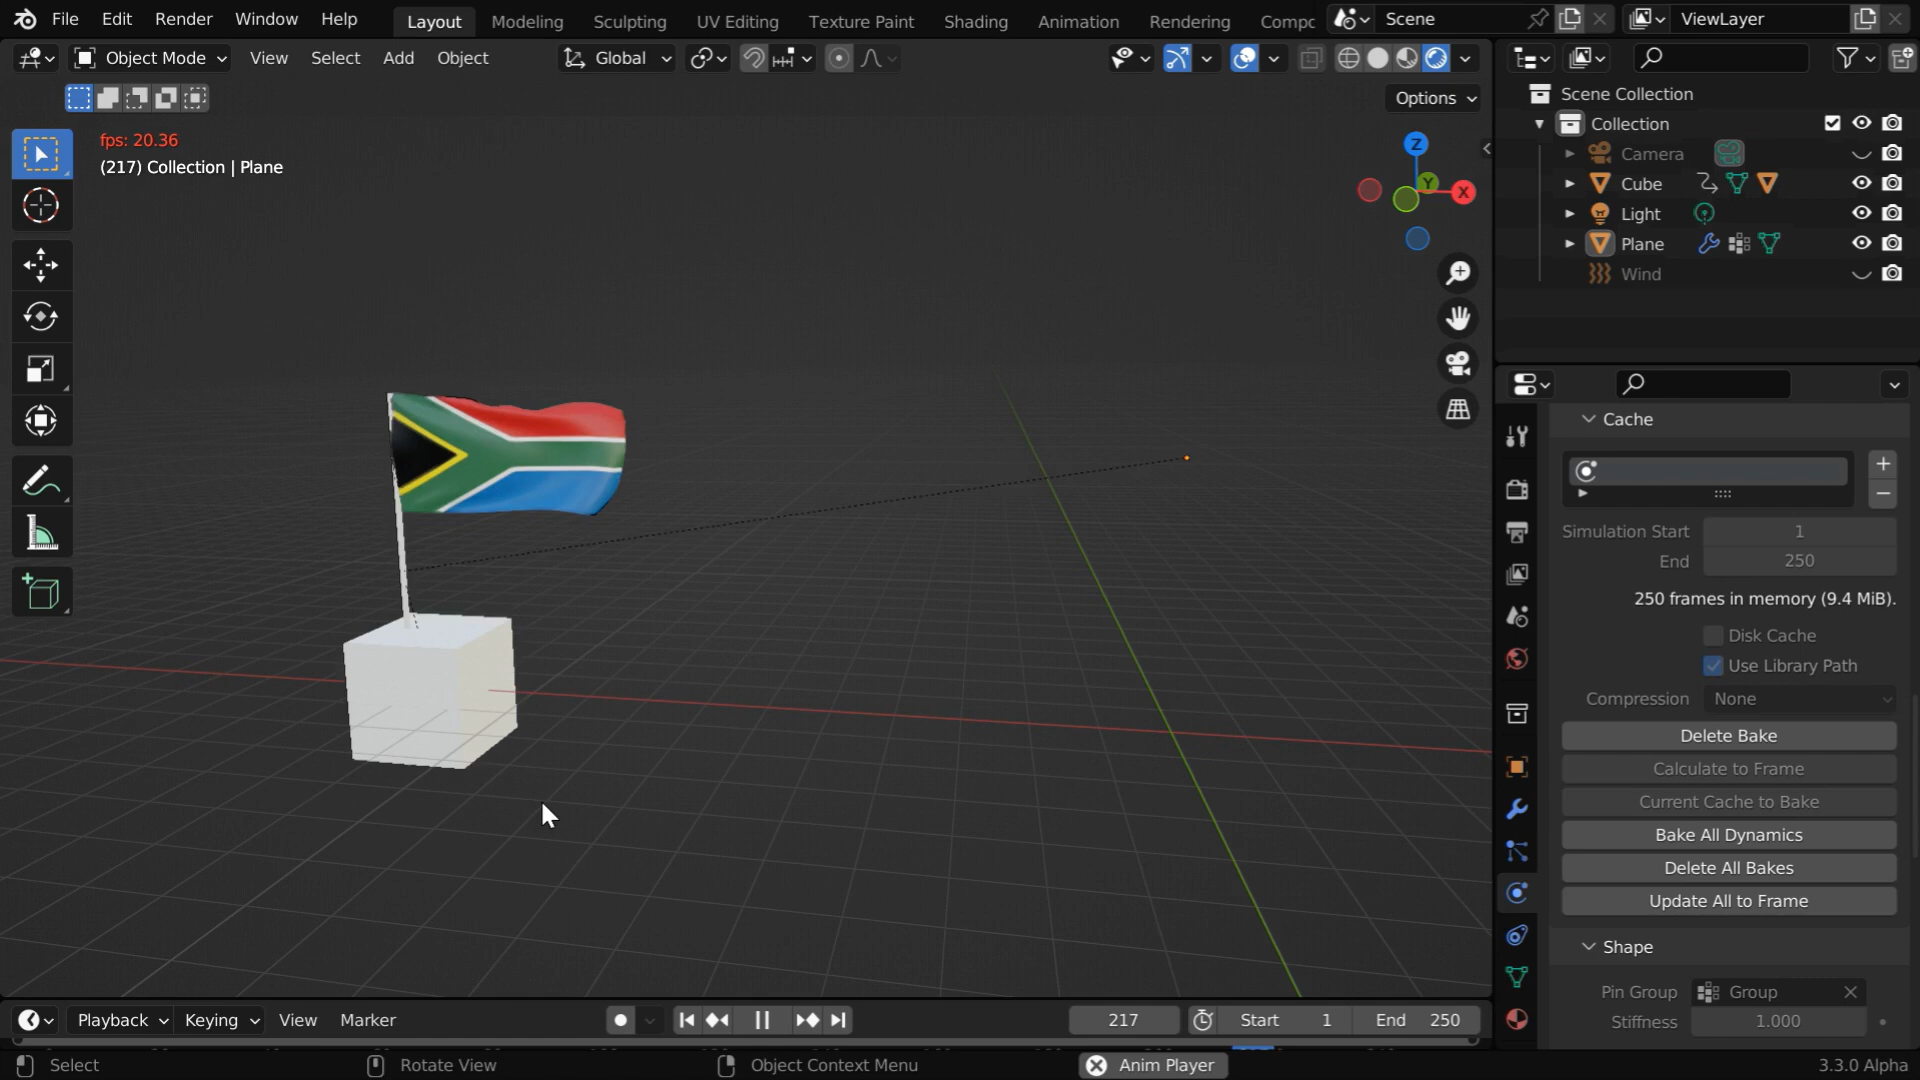 File Edit Render Window Help Layout Modeling Sculpting UV Editing Texture Paint Shading Animation Rendering Compo Scene ViewLayer
Object Mode View Select Add Object Global
Options
fps: 20.36
(217) Collection | Plane
Z
Y
X
Scene Collection
Collection
Camera
Cube
Light
Plane
Wind
Cache
Simulation Start 1
End 250
250 frames in memory (9.4 MiB).
Disk Cache
Use Library Path
Compression None
Delete Bake
Calculate to Frame
Current Cache to Bake
Bake All Dynamics
Delete All Bakes
Update All to Frame
Shape
Pin Group Group
Stiffness 1.000
Playback Keying View Marker 217 Start 1 End 250
Select Rotate View Object Context Menu Anim Player 3.3.0 Alpha